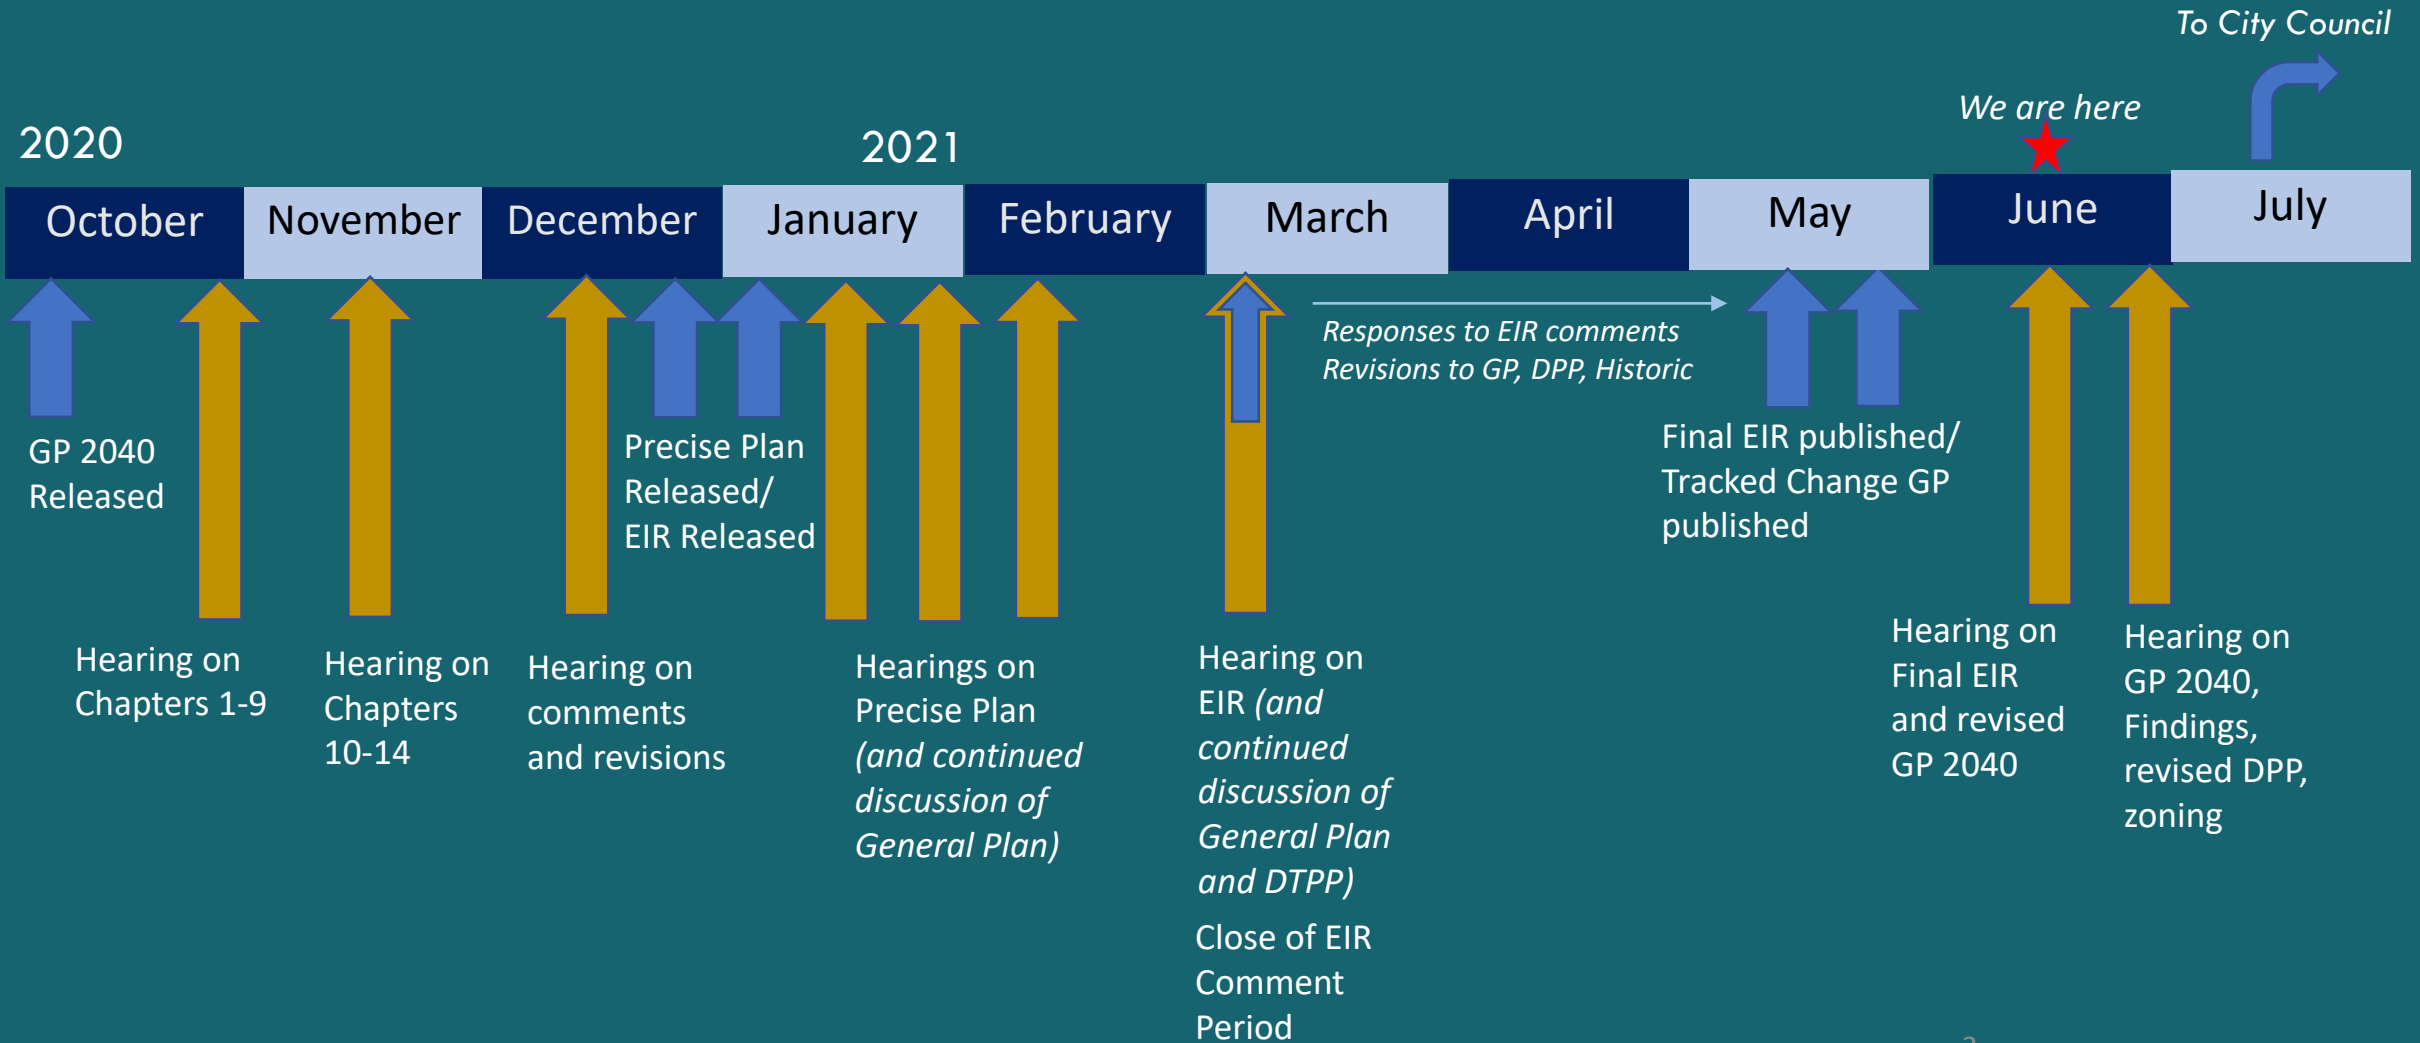 To City Council
We are here
2020
2021
October
November
December
January
February
March
April
May
June
July
Responses to EIR comments
Revisions to GP, DPP, Historic
GP 2040
Released
Precise Plan
Released/
EIR Released
Final EIR published/
Tracked Change GP
published
Hearing on
Chapters 1-9
Hearing on
Chapters
10-14
Hearing on
comments
and revisions
Hearings on
Precise Plan
(and continued
discussion of
General Plan)
Hearing on
EIR (and
continued
discussion of
General Plan
and DTPP)
Close of EIR
Comment
Period
Hearing on
Final EIR
and revised
GP 2040
Hearing on
GP 2040,
Findings,
revised DPP,
zoning